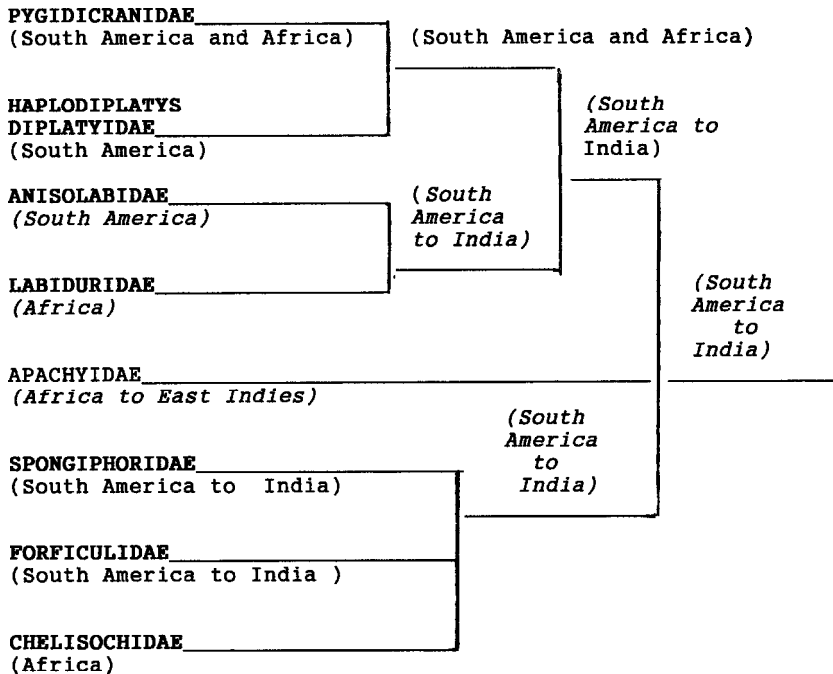 PYGIDICRANIDAE
(South America and Africa)
(South America and Africa)
HAPLODIPLATYS
DIPLATYIDAE
(South America)
(South
America to
India)
ANISOLABIDAE
(South America)
(South
America
to India)
LABIDURIDAE
(Africa)
(South
America
to
India)
APACHYIDAE
(Africa to East Indies)
(South
America
to
India)
SPONGIPHORIDAE
(South America to India)
FORFICULIDAE
(South America to India )
CHELISOCHIDAE
(Africa)